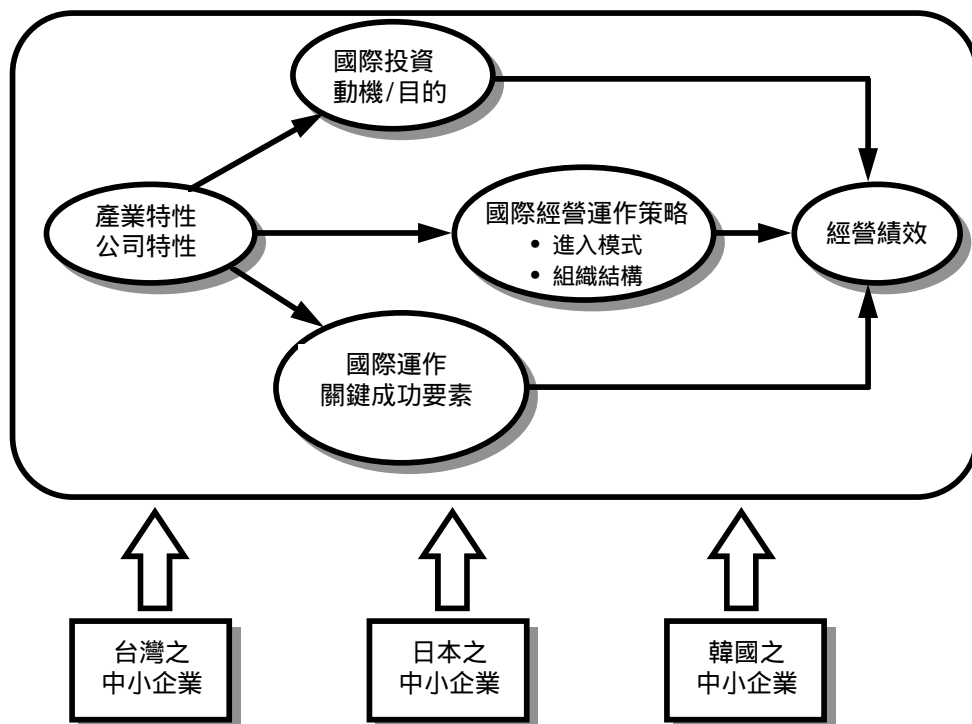 國際投資
動機/目的
產業特性
公司特性
國際經營運作策略
• 進入模式
• 組織結構
經營績效
國際運作
關鍵成功要素
台灣之
中小企業
日本之
中小企業
韓國之
中小企業